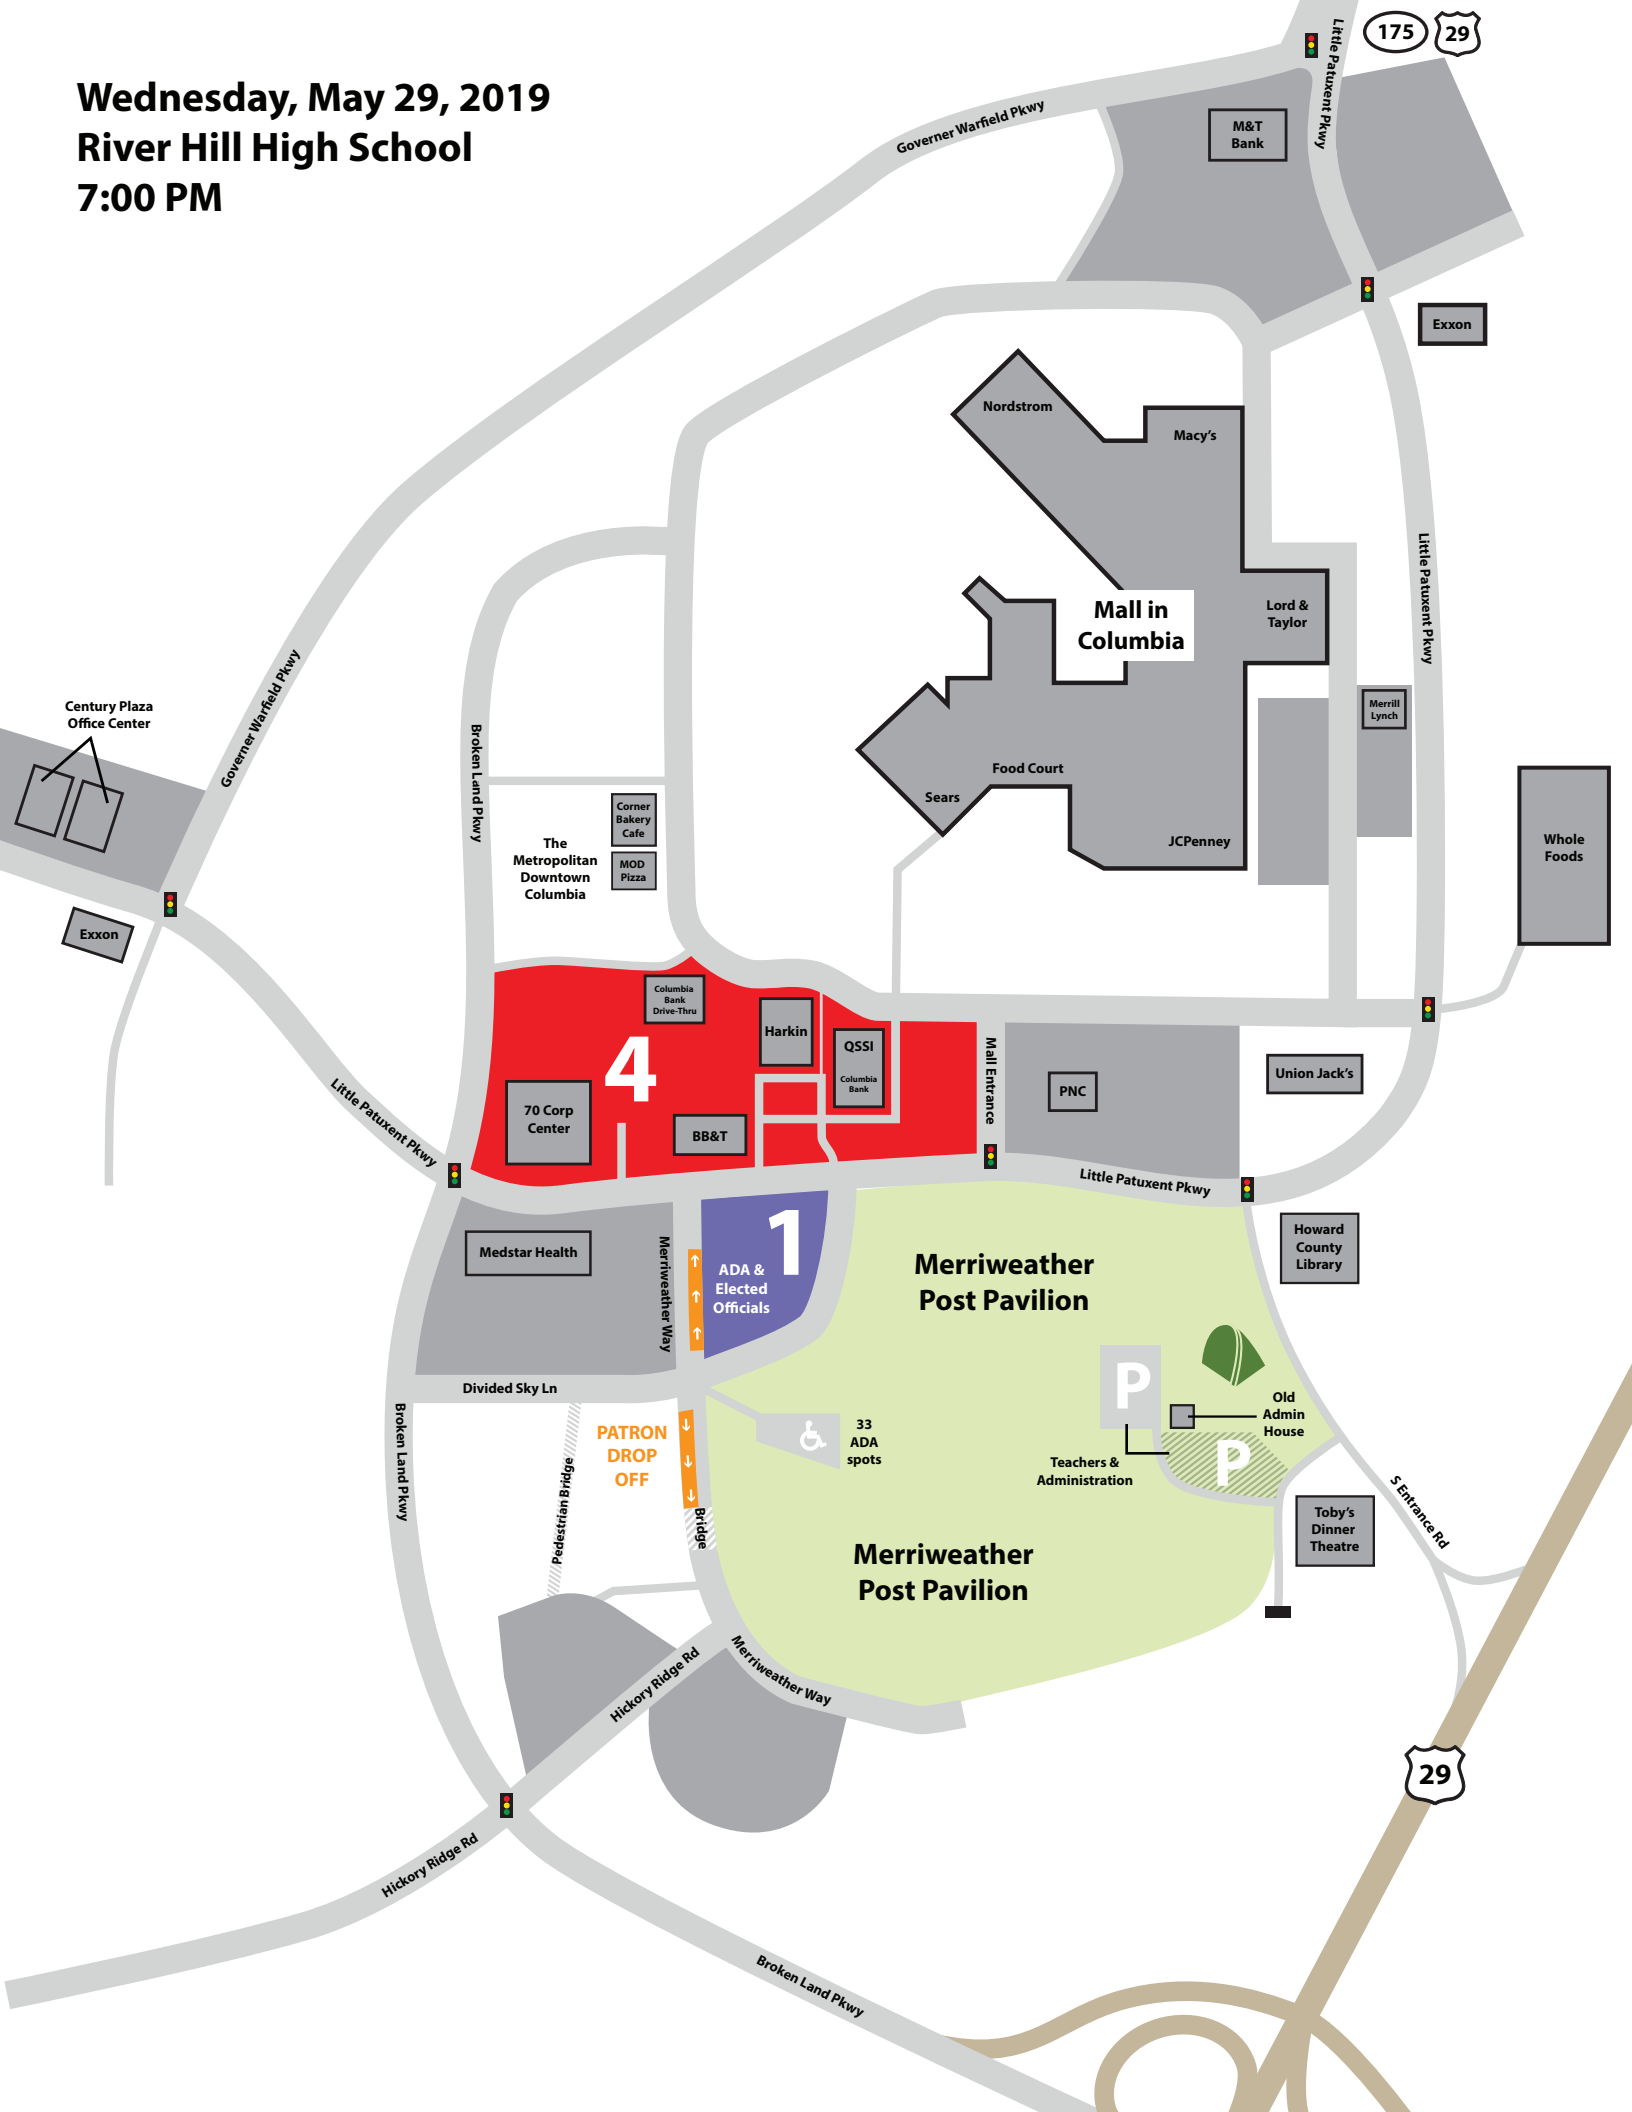 Wednesday, May 29, 2019
River Hill High School
7:00 PM
175
29
Little Patuxent Pkwy
Governer Warfield Pkwy
M&T
Bank
Exxon
Nordstrom
Macy's
Mall in
Columbia
Lord &
Taylor
Little Patuxent Pkwy
Merrill
Lynch
Food Court
Sears
JCPenney
Whole
Foods
Century Plaza
Office Center
Governer Warfield Pkwy
Exxon
Broken Land Pkwy
Corner
Bakery
Cafe
MOD
Pizza
The
Metropolitan
Downtown
Columbia
Columbia
Bank
Drive-Thru
Harkin
QSSI
Columbia
Bank
4
70 Corp
Center
BB&T
Mall Entrance
PNC
Union Jack's
Little Patuxent Pkwy
Little Patuxent Pkwy
Medstar Health
Merriweather Way
1
ADA &
Elected
Officials
Merriweather
Post Pavilion
Howard
County
Library
Divided Sky Ln
Broken Land Pkwy
Pedestrian Bridge
PATRON
DROP
OFF
Bridge
33
ADA
spots
P
Old
Admin
House
P
Teachers &
Administration
S Entrance Rd
Toby's
Dinner
Theatre
Merriweather
Post Pavilion
Hickory Ridge Rd
Merriweather Way
29
Hickory Ridge Rd
Broken Land Pkwy